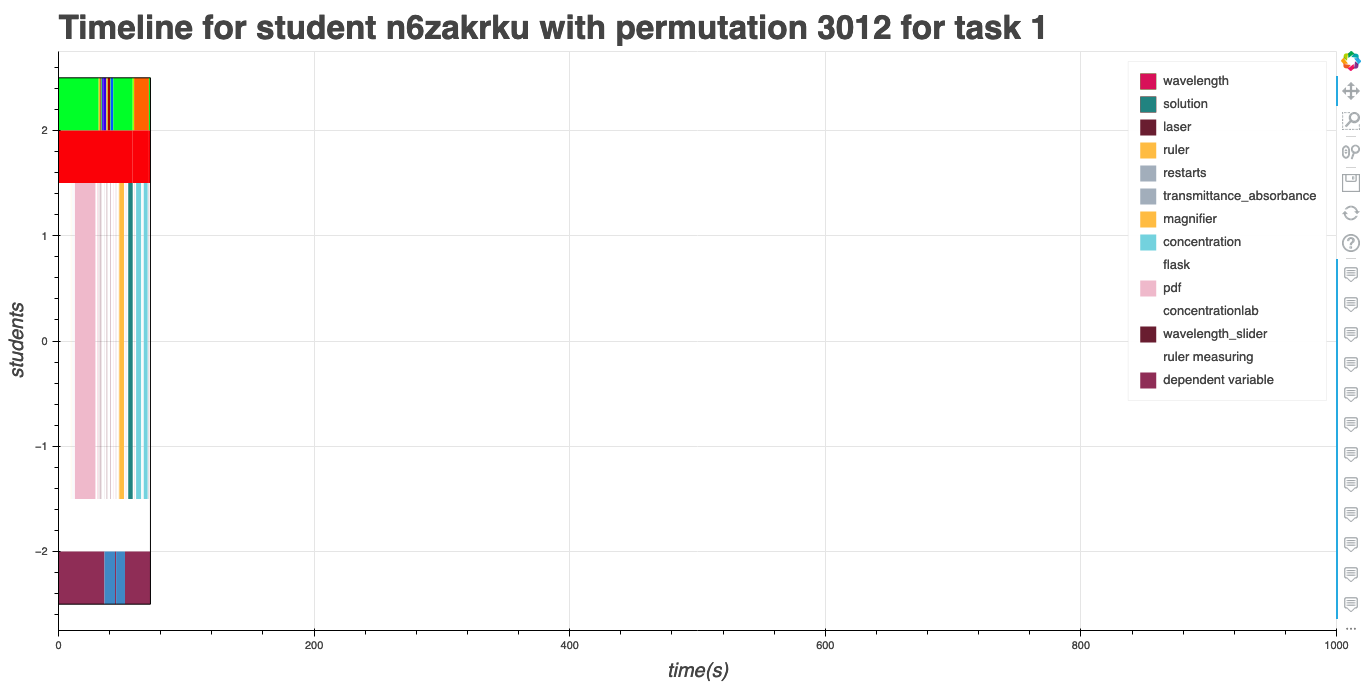 Timeline for student n6zakrku with permutation 3012 for task 1
wavelength
solution
laser
ruler
restarts
transmittance_absorbance
magnifier
concentration
flask
pdf
concentrationlab
wavelength_slider
ruler measuring
dependent variable
students
2
1
0
−1
−2
0 200 400 600 800 1000
time(s)